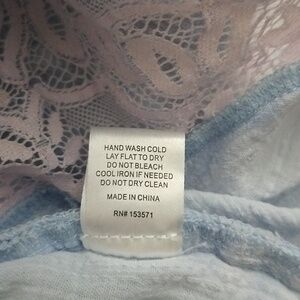 HAND WASH COLD
LAY FLAT TO DRY
DO NOT BLEACH
COOL IRON IF NEEDED
DO NOT DRY CLEAN
MADE IN CHINA
RN# 153571